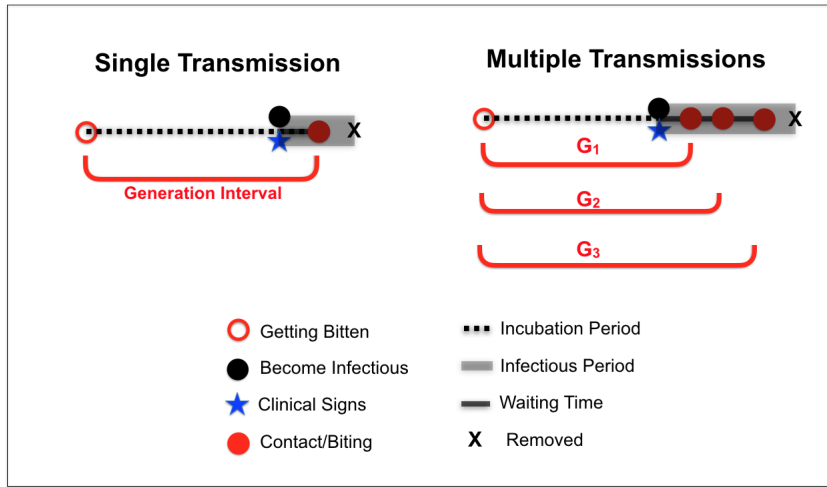 Single Transmission
Multiple Transmissions
X
X
Generation Interval
G1
G2
G3
Getting Bitten
Become Infectious
Clinical Signs
Contact/Biting
Incubation Period
Infectious Period
Waiting Time
X Removed